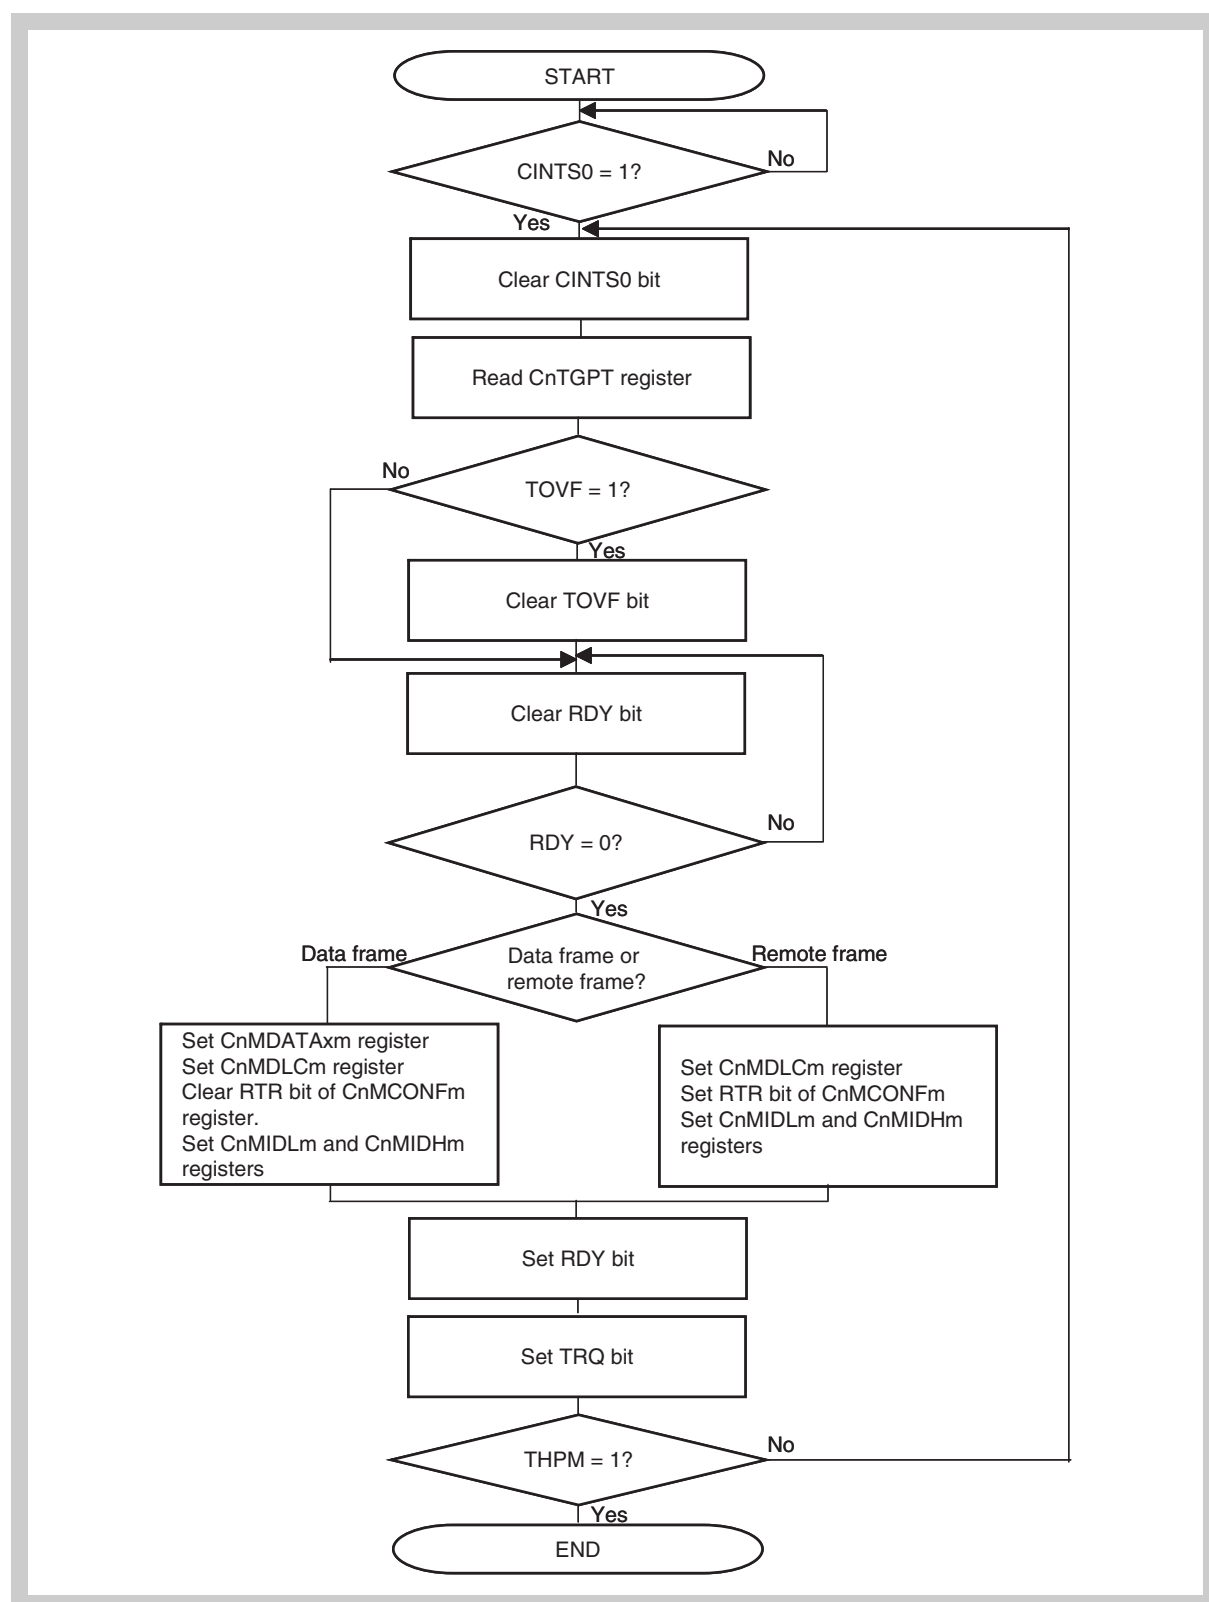 START
CINTS0 = 1?
No
Yes
Clear CINTS0 bit
Read CnTGPT register
No
TOVF = 1?
Yes
Clear TOVF bit
Clear RDY bit
RDY = 0?
No
Yes
Data frame
Data frame or
remote frame?
Remote frame
Set CnMDATAxm register
Set CnMDLCm register
Clear RTR bit of CnMCONFm
register.
Set CnMIDLm and CnMIDHm
registers
Set CnMDLCm register
Set RTR bit of CnMCONFm
Set CnMIDLm and CnMIDHm
registers
Set RDY bit
Set TRQ bit
THPM = 1?
No
Yes
END